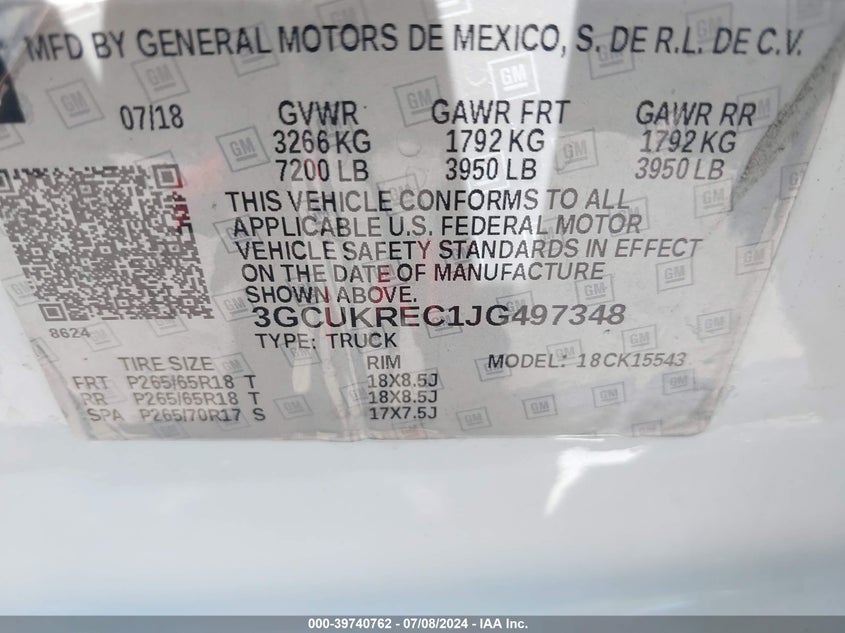 MFD BY GENERAL MOTORS DE MEXICO, S. DE R.L. DE C.V.
07/18 GVWR GAWR FRT GAWR RR
3266 KG 1792 KG 1792 KG
7200 LB 3950 LB 3950 LB
THIS VEHICLE CONFORMS TO ALL
APPLICABLE U.S. FEDERAL MOTOR
VEHICLE SAFETY STANDARDS IN EFFECT
ON THE DATE OF MANUFACTURE
SHOWN ABOVE.
8624 3GCUKREC1JG497348
TYPE: TRUCK
TIRE SIZE RIM MODEL: 18CK15543
FRT P265/65R18 T 18X8.5J
RR P265/65R18 T 18X8.5J
SPA P265/70R17 S 17X7.5J
000-39740762 - 07/08/2024 - IAA Inc.